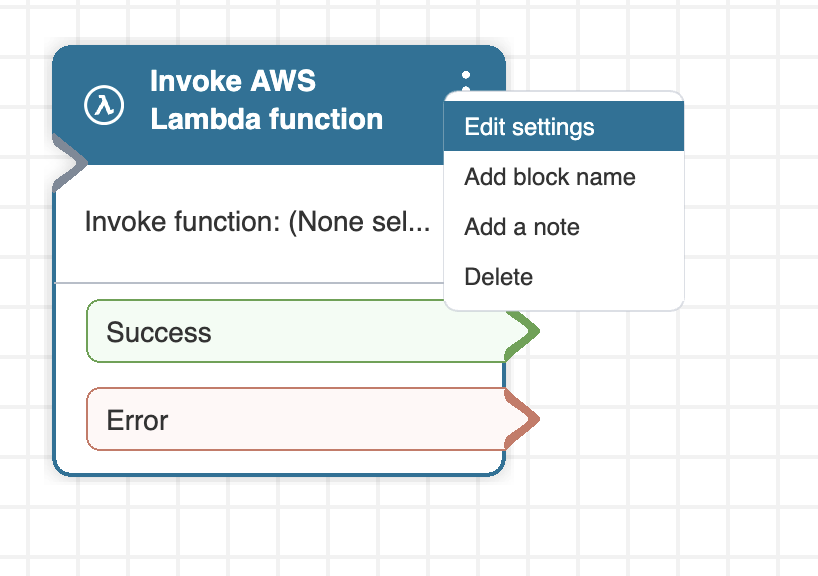 Invoke AWS
Lambda function
Edit settings
Add block name
Invoke function: (None sel...
Add a note
Delete
Success
Error